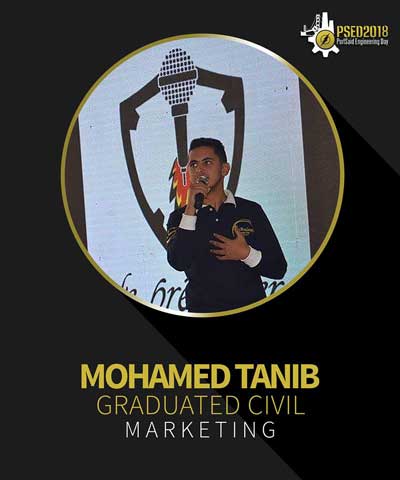 PSED2018
PortSaid Engineering Day
MOHAMED TANIB
GRADUATED CIVIL
MARKETING